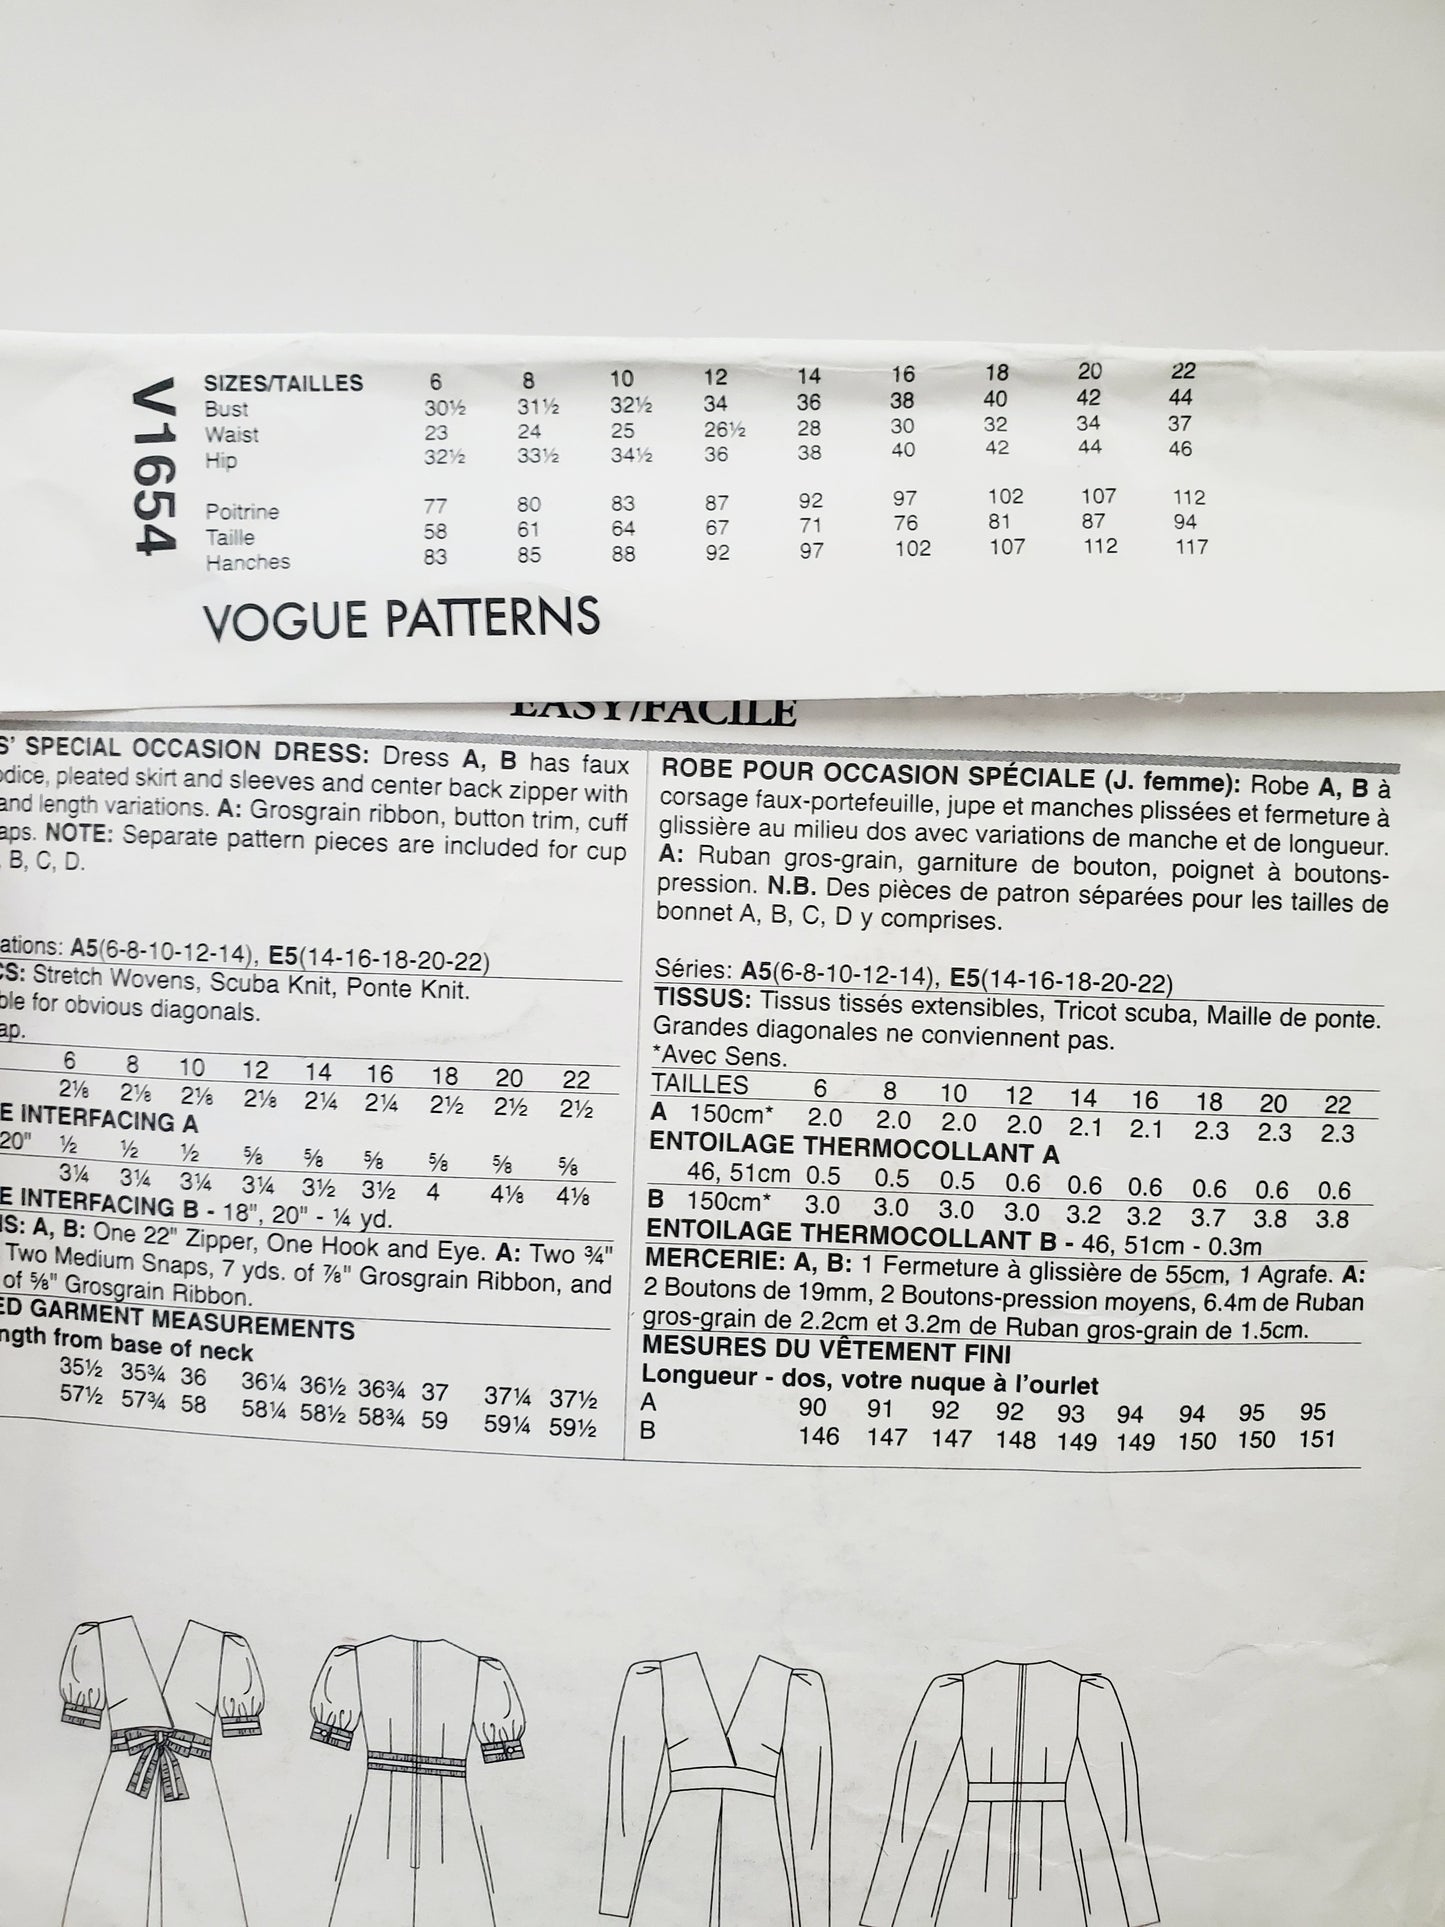 V1654
SIZES/TAILLES 6 8 10 12 14 16 18 20 22
Bust 30½ 31½ 32½ 34 36 38 40 42 44
Waist 23 24 25 26½ 28 30 32 34 37
Hip 32½ 33½ 34½ 36 38 40 42 44 46
Poitrine 77 80 83 87 92 97 102 107 112
Taille 58 61 64 67 71 76 81 87 94
Hanches 83 85 88 92 97 102 107 112 117
VOGUE PATTERNS
EASY/FACILE
S' SPECIAL OCCASION DRESS: Dress A, B has faux
odice, pleated skirt and sleeves and center back zipper with
and length variations. A: Grosgrain ribbon, button trim, cuff
aps. NOTE: Separate pattern pieces are included for cup
B, C, D.
ations: A5(6-8-10-12-14), E5(14-16-18-20-22)
CS: Stretch Wovens, Scuba Knit, Ponte Knit.
ble for obvious diagonals.
ap.
6 8 10 12 14 16 18 20 22
2⅛ 2⅛ 2⅛ 2⅛ 2¼ 2¼ 2½ 2½ 2½
E INTERFACING A
20" ½ ½ ½ ⅝ ⅝ ⅝ ⅝ ⅝ ⅝
3¼ 3¼ 3¼ 3¼ 3½ 3½ 4 4⅛ 4⅛
E INTERFACING B - 18", 20" - ¼ yd.
NS: A, B: One 22" Zipper, One Hook and Eye. A: Two ¾"
Two Medium Snaps, 7 yds. of ⅞" Grosgrain Ribbon, and
of ⅝" Grosgrain Ribbon.
ED GARMENT MEASUREMENTS
ngth from base of neck
35½ 35¾ 36 36¼ 36½ 36¾ 37 37¼ 37½
57½ 57¾ 58 58¼ 58½ 58¾ 59 59¼ 59½
ROBE POUR OCCASION SPÉCIALE (J. femme): Robe A, B à
corsage faux-portefeuille, jupe et manches plissées et fermeture à
glissière au milieu dos avec variations de manche et de longueur.
A: Ruban gros-grain, garniture de bouton, poignet à boutons-
pression. N.B. Des pièces de patron séparées pour les tailles de
bonnet A, B, C, D y comprises.
Séries: A5(6-8-10-12-14), E5(14-16-18-20-22)
TISSUS: Tissus tissés extensibles, Tricot scuba, Maille de ponte.
Grandes diagonales ne conviennent pas.
*Avec Sens.
TAILLES 6 8 10 12 14 16 18 20 22
A 150cm* 2.0 2.0 2.0 2.0 2.1 2.1 2.3 2.3 2.3
ENTOILAGE THERMOCOLLANT A
46, 51cm 0.5 0.5 0.5 0.6 0.6 0.6 0.6 0.6 0.6
B 150cm* 3.0 3.0 3.0 3.0 3.2 3.2 3.7 3.8 3.8
ENTOILAGE THERMOCOLLANT B - 46, 51cm - 0.3m
MERCERIE: A, B: 1 Fermeture à glissière de 55cm, 1 Agrafe. A:
2 Boutons de 19mm, 2 Boutons-pression moyens, 6.4m de Ruban
gros-grain de 2.2cm et 3.2m de Ruban gros-grain de 1.5cm.
MESURES DU VÊTEMENT FINI
Longueur - dos, votre nuque à l'ourlet
A 90 91 92 92 93 94 94 95 95
B 146 147 147 148 149 149 150 150 151